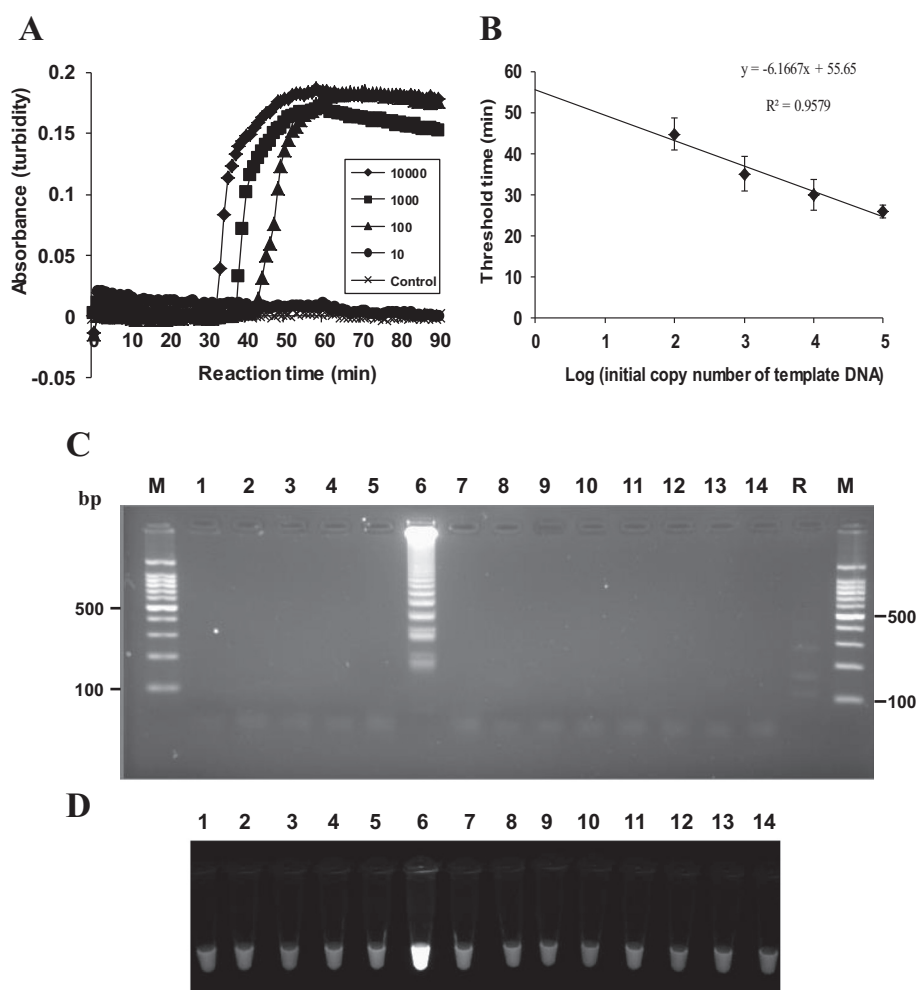 A
Absorbance (turbidity)
0.2
0.15
0.1
0.05
0
-0.05
0 10 20 30 40 50 60 70 80 90
Reaction time (min)
10000
1000
100
10
Control
B
y = -6.1667x + 55.65
R² = 0.9579
Threshold time (min)
60
50
40
30
20
10
0
0 1 2 3 4 5
Log (initial copy number of template DNA)
C
bp M 1 2 3 4 5 6 7 8 9 10 11 12 13 14 R M
500
100
500
100
D
1 2 3 4 5 6 7 8 9 10 11 12 13 14